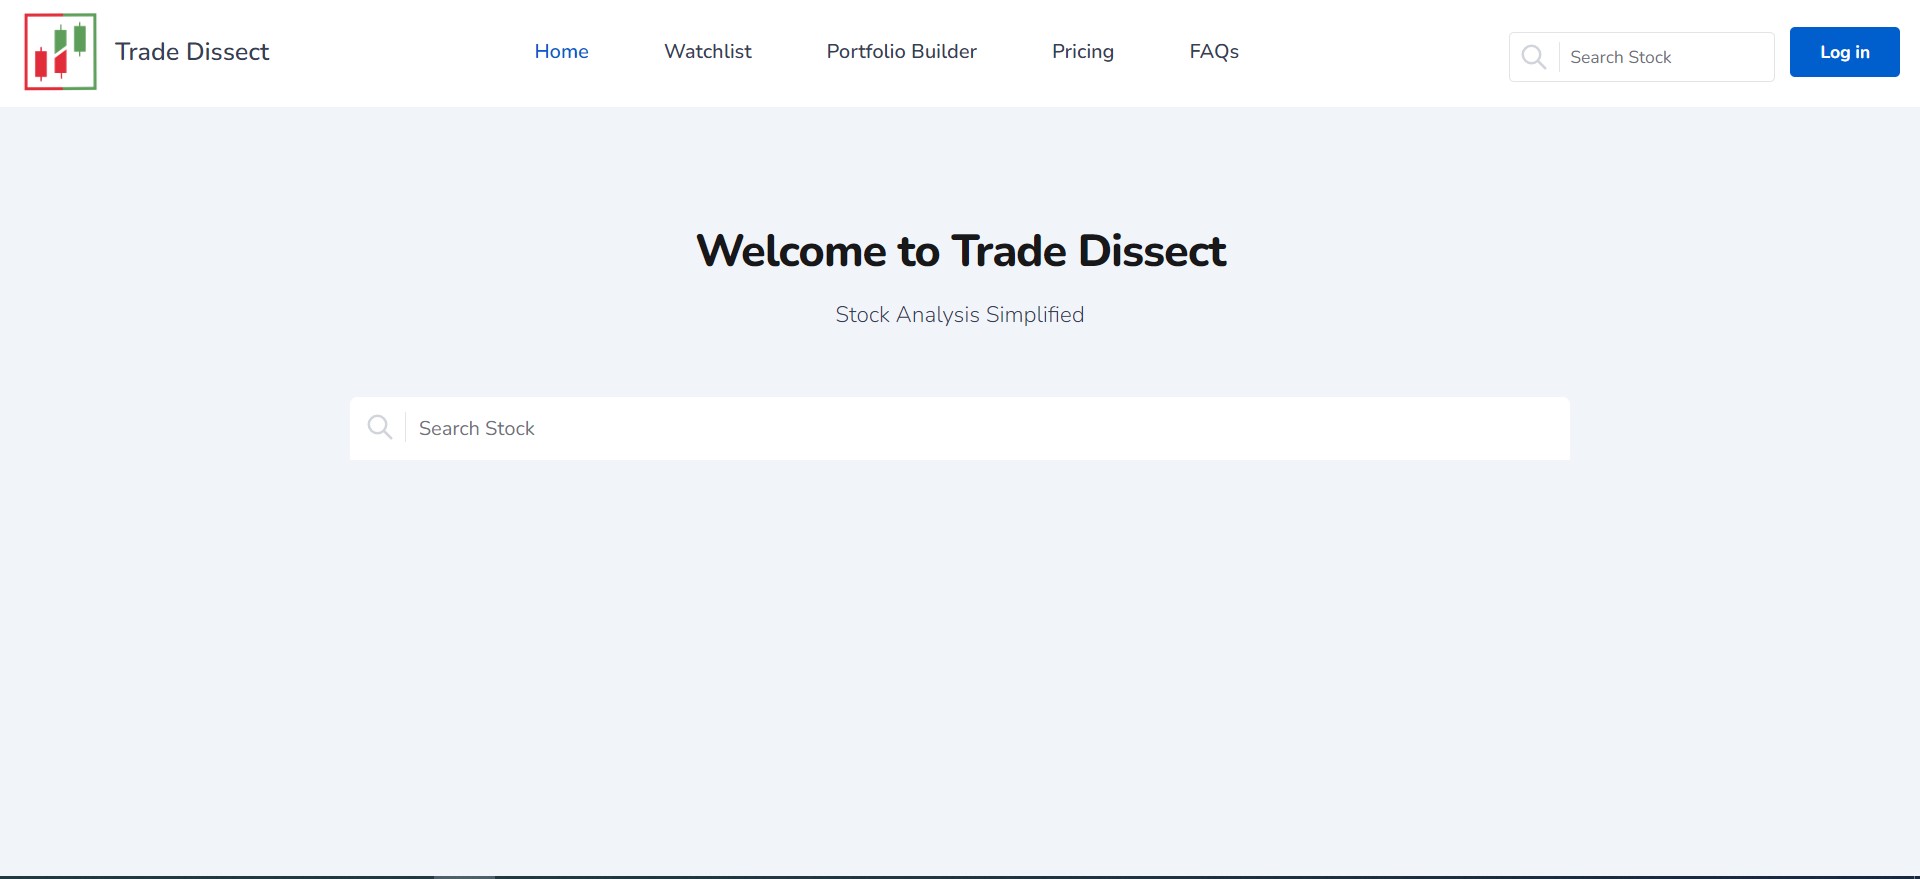 Trade Dissect
Home
Watchlist
Portfolio Builder
Pricing
FAQs
Search Stock
Log in
Welcome to Trade Dissect
Stock Analysis Simplified
Search Stock